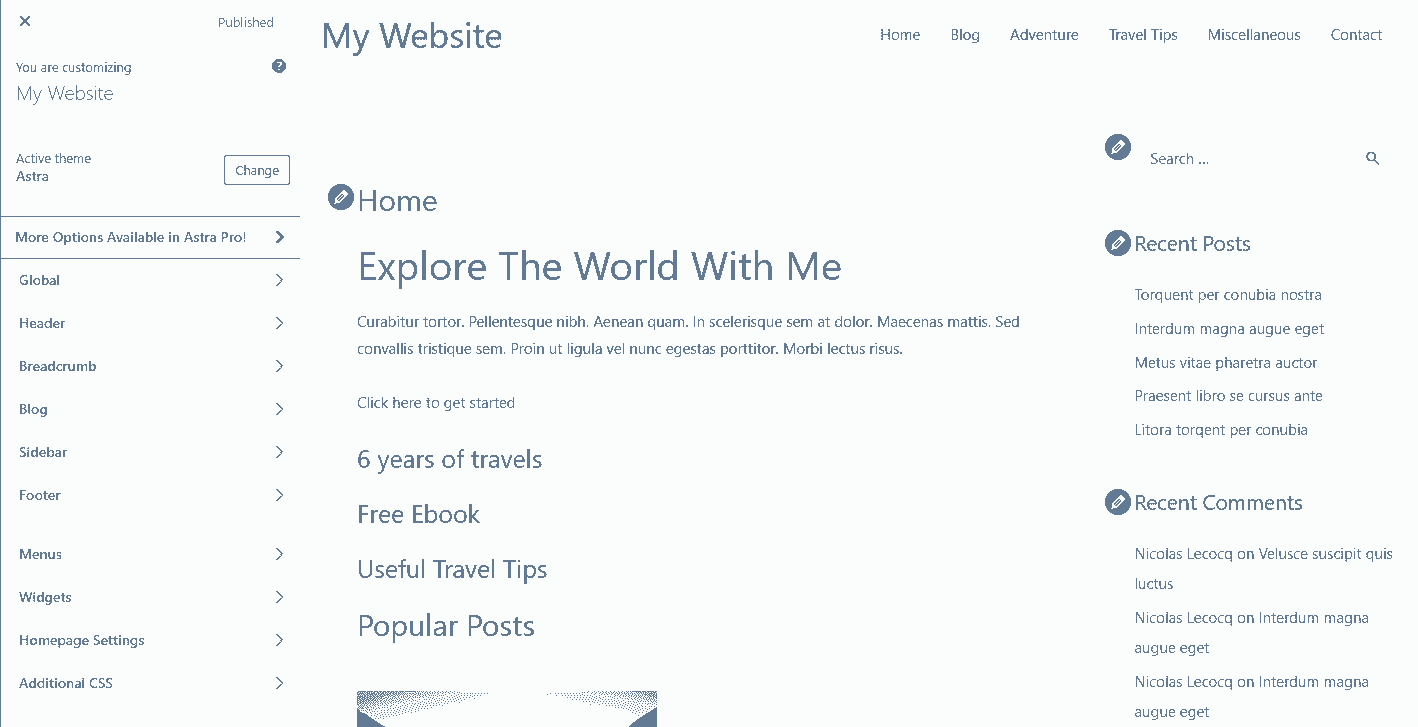 Published
You are customizing
My Website
Active theme
Astra
Change
More Options Available in Astra Pro!
Global
Header
Breadcrumb
Blog
Sidebar
Footer
Menus
Widgets
Homepage Settings
Additional CSS
My Website
Home Blog Adventure Travel Tips Miscellaneous Contact
Home
Explore The World With Me
Curabitur tortor. Pellentesque nibh. Aenean quam. In scelerisque sem at dolor. Maecenas mattis. Sed
convallis tristique sem. Proin ut ligula vel nunc egestas porttitor. Morbi lectus risus.
Click here to get started
6 years of travels
Free Ebook
Useful Travel Tips
Popular Posts
Search ...
Recent Posts
Torquent per conubia nostra
Interdum magna augue eget
Metus vitae pharetra auctor
Praesent libro se cursus ante
Litora torqent per conubia
Recent Comments
Nicolas Lecocq on Velusce suscipit quis
luctus
Nicolas Lecocq on Interdum magna
augue eget
Nicolas Lecocq on Interdum magna
augue eget